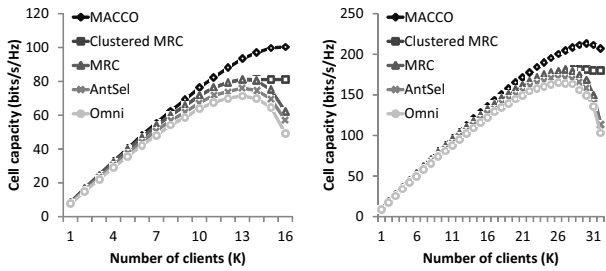 MACCO
Clustered MRC
MRC
AntSel
Omni
120
100
80
60
40
20
0
Cell capacity (bits/s/Hz)
1 4 7 10 13 16
Number of clients (K)
MACCO
Clustered MRC
MRC
AntSel
Omni
250
200
150
100
50
0
Cell capacity (bits/s/Hz)
1 6 11 16 21 26 31
Number of clients (K)